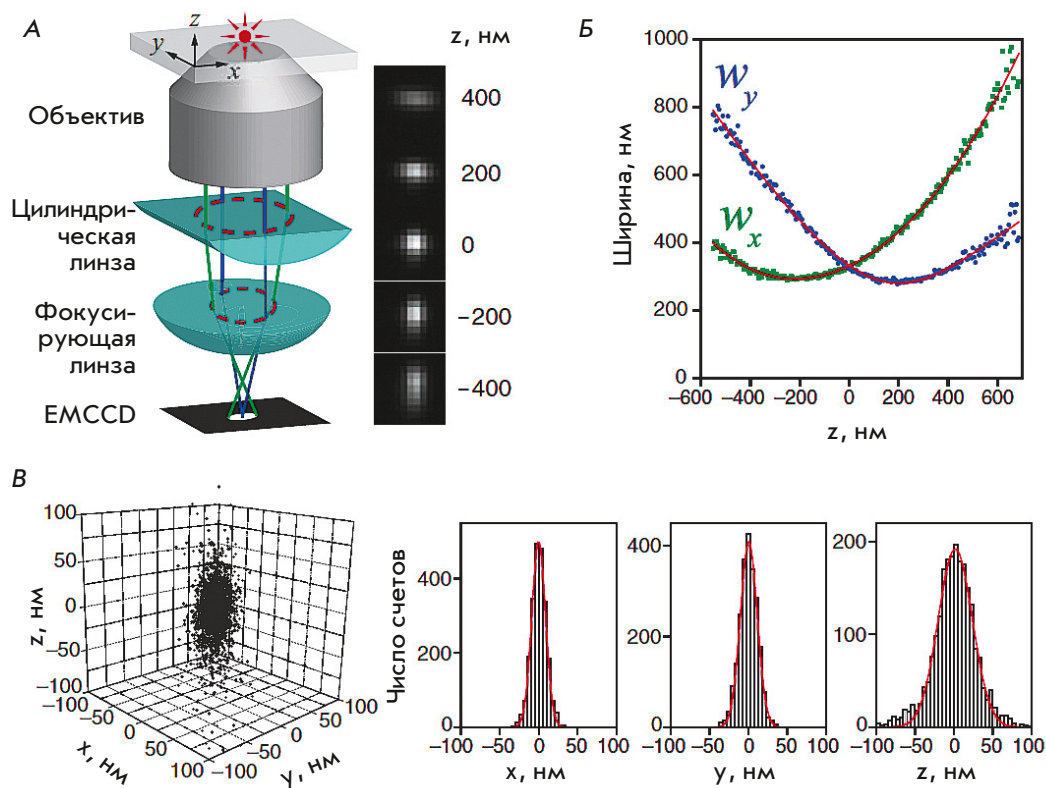 А
z
y
x
Объектив
Цилиндри-
ческая
линза
Фокуси-
рующая
линза
EMCCD
z, нм
400
200
0
–200
–400
Б
Ширина, нм
1000
800
600
400
200
0
wy
wx
–600
–400
–200
0
200
400
600
z, нм
В
z, нм
100
50
0
–50
–100
–100
–50
0
50
100
x, нм
–100
–50
0
50
100
y, нм
Число счетов
400
200
0
–100
–50
0
50
100
x, нм
400
200
0
–100
–50
0
50
100
y, нм
200
100
0
–100
–50
0
50
100
z, нм